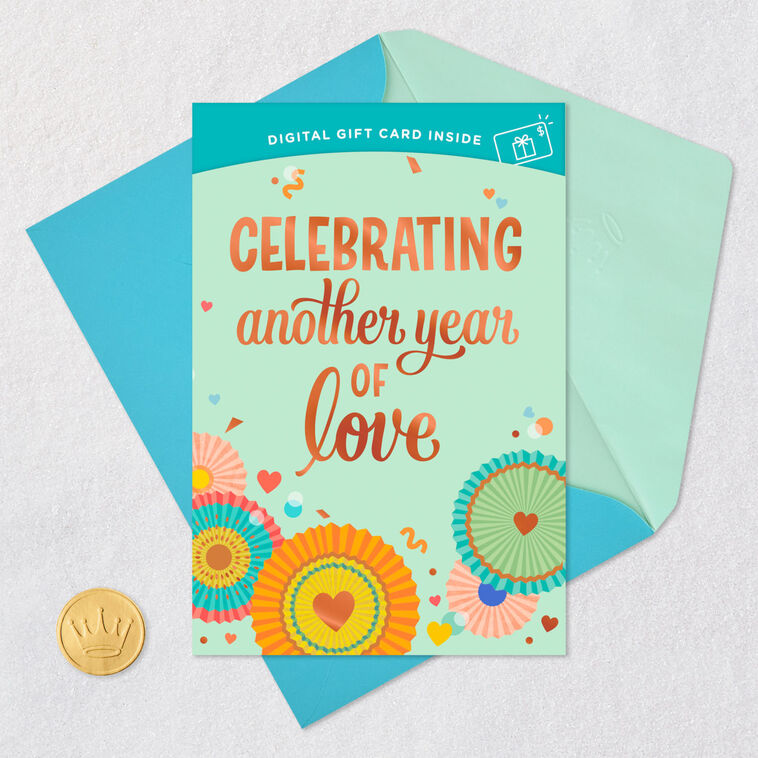 DIGITAL GIFT CARD INSIDE
$
CELEBRATING
another year
OF
love